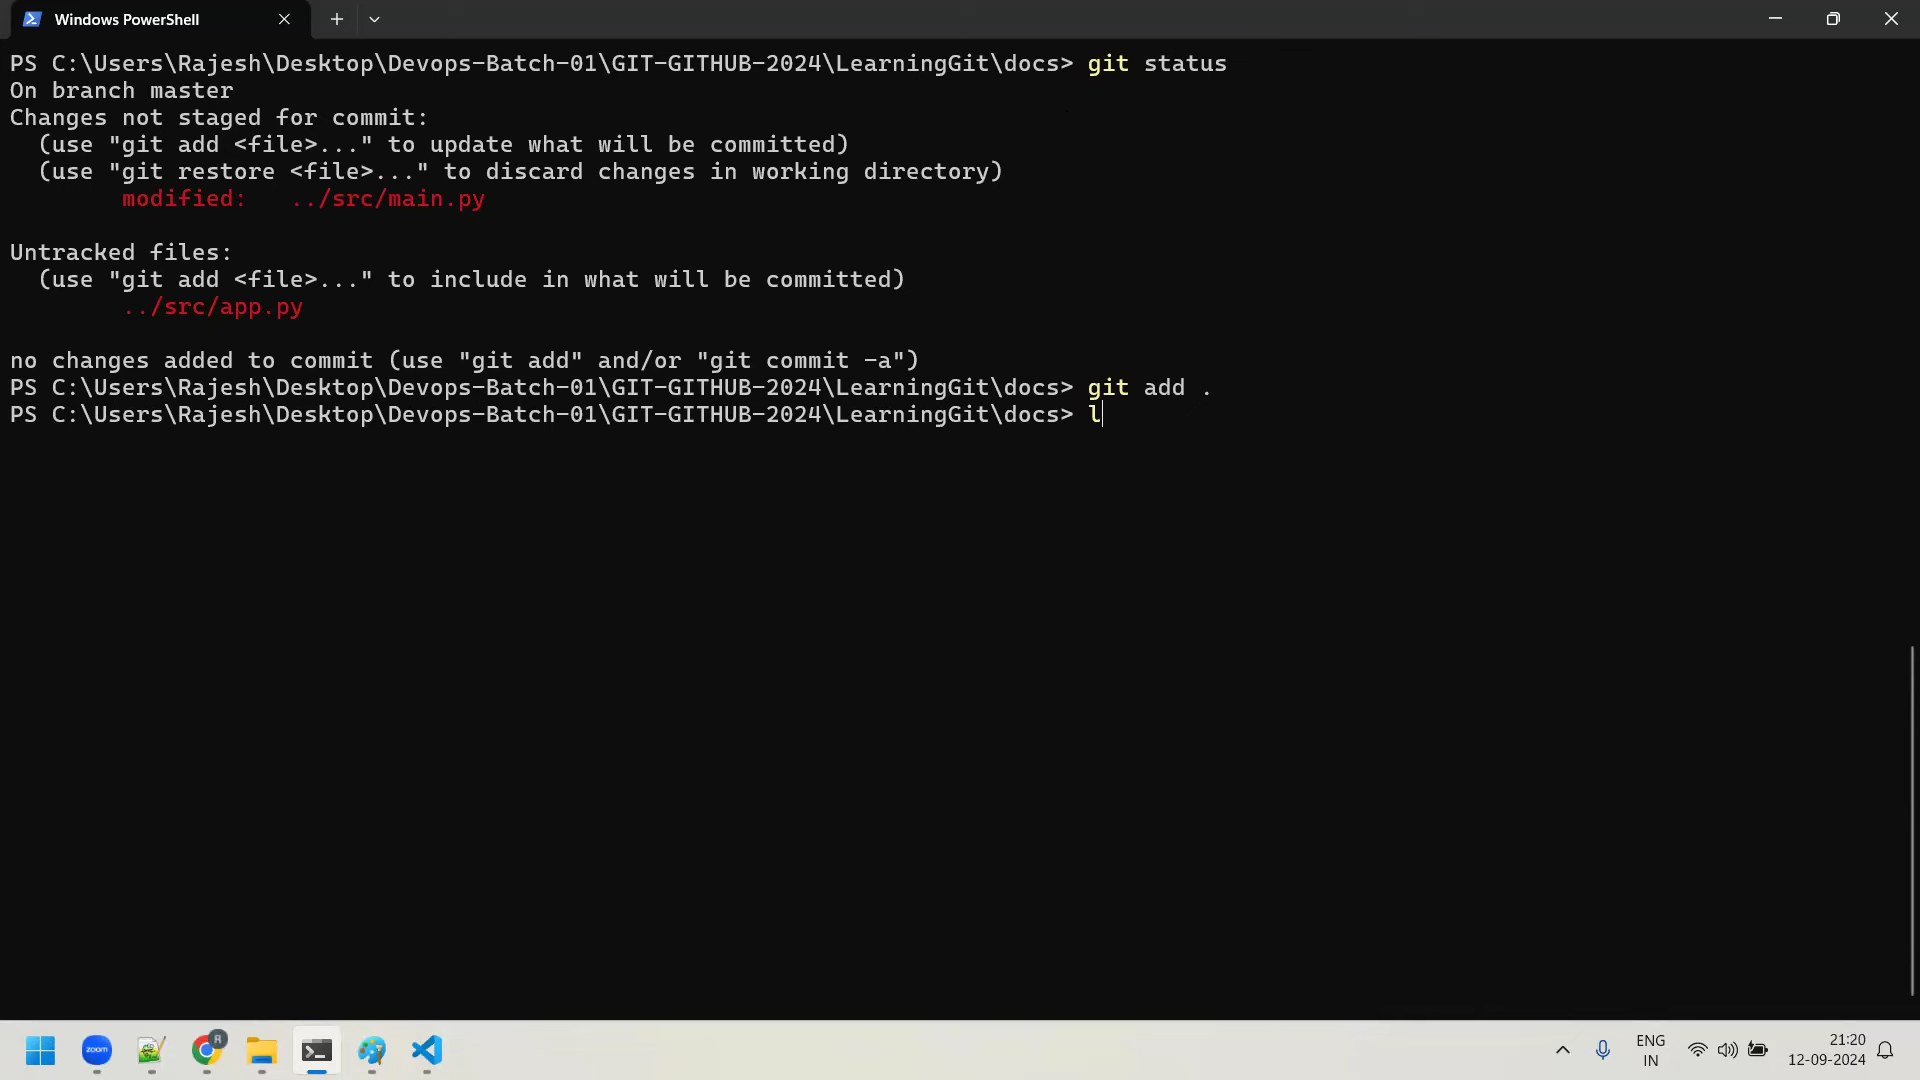 Windows PowerShell
PS C:\Users\Rajesh\Desktop\Devops-Batch-01\GIT-GITHUB-2024\LearningGit\docs> git status
On branch master
Changes not staged for commit:
  (use "git add <file>..." to update what will be committed)
  (use "git restore <file>..." to discard changes in working directory)
        modified:   ../src/main.py
Untracked files:
  (use "git add <file>..." to include in what will be committed)
        ../src/app.py
no changes added to commit (use "git add" and/or "git commit -a")
PS C:\Users\Rajesh\Desktop\Devops-Batch-01\GIT-GITHUB-2024\LearningGit\docs> git add .
PS C:\Users\Rajesh\Desktop\Devops-Batch-01\GIT-GITHUB-2024\LearningGit\docs> l
zoom
R
ENG
IN
21:20
12-09-2024